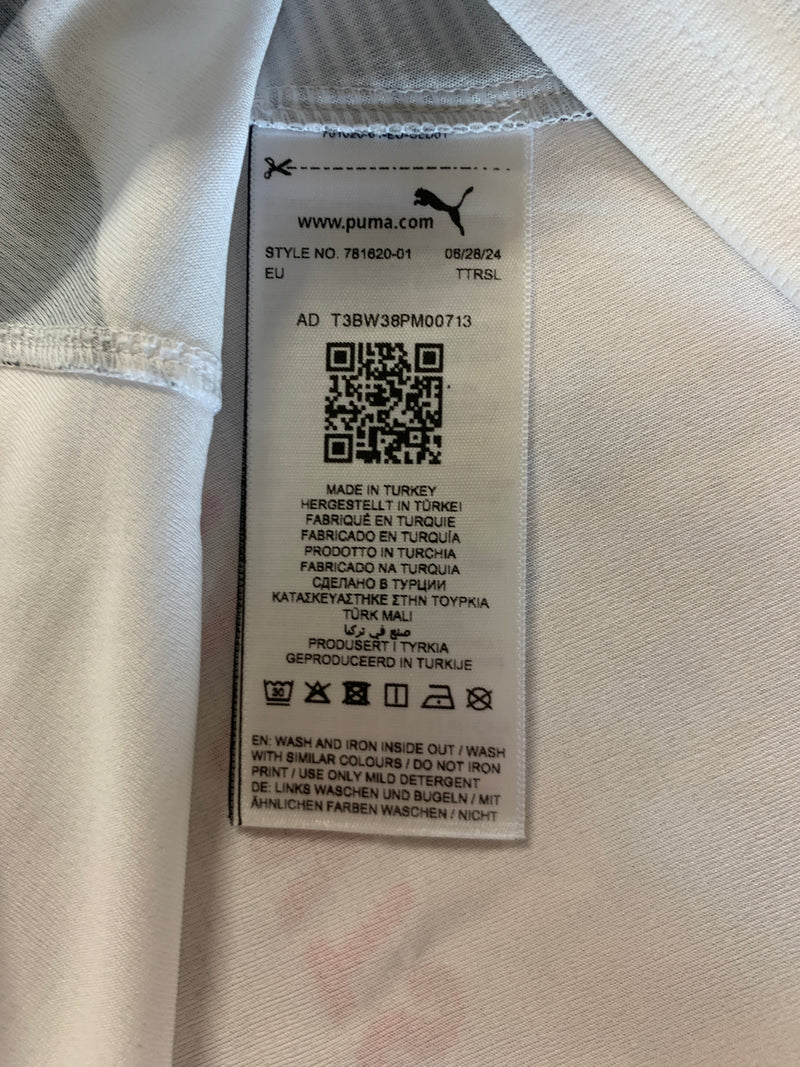 www.puma.com
STYLE NO. 781620-01 06/28/24
EU TTRSL
AD T3BW38PM00713
MADE IN TURKEY
HERGESTELLT IN TÜRKEI
FABRIQUÉ EN TURQUIE
FABRICADO EN TURQUÍA
PRODOTTO IN TURCHIA
FABRICADO NA TURQUIA
СДЕЛАНО В ТУРЦИИ
ΚΑΤΑΣΚΕΥΑΣΤΗΚΕ ΣΤΗΝ ΤΟΥΡΚΙΑ
TÜRK MALI
صنع في تركيا
PRODUSERT I TYRKIA
GEPRODUCEERD IN TURKIJE
30
EN: WASH AND IRON INSIDE OUT / WASH
WITH SIMILAR COLOURS / DO NOT IRON
PRINT / USE ONLY MILD DETERGENT
DE: LINKS WASCHEN UND BÜGELN / MIT
ÄHNLICHEN FARBEN WASCHEN / NICHT